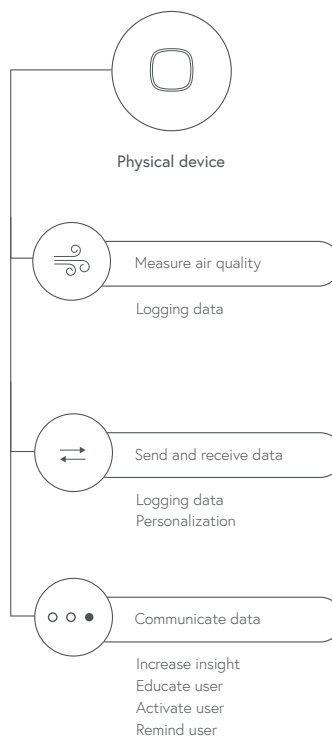 Physical device
Measure air quality
Logging data
Send and receive data
Logging data
Personalization
Communicate data
Increase insight
Educate user
Activate user
Remind user